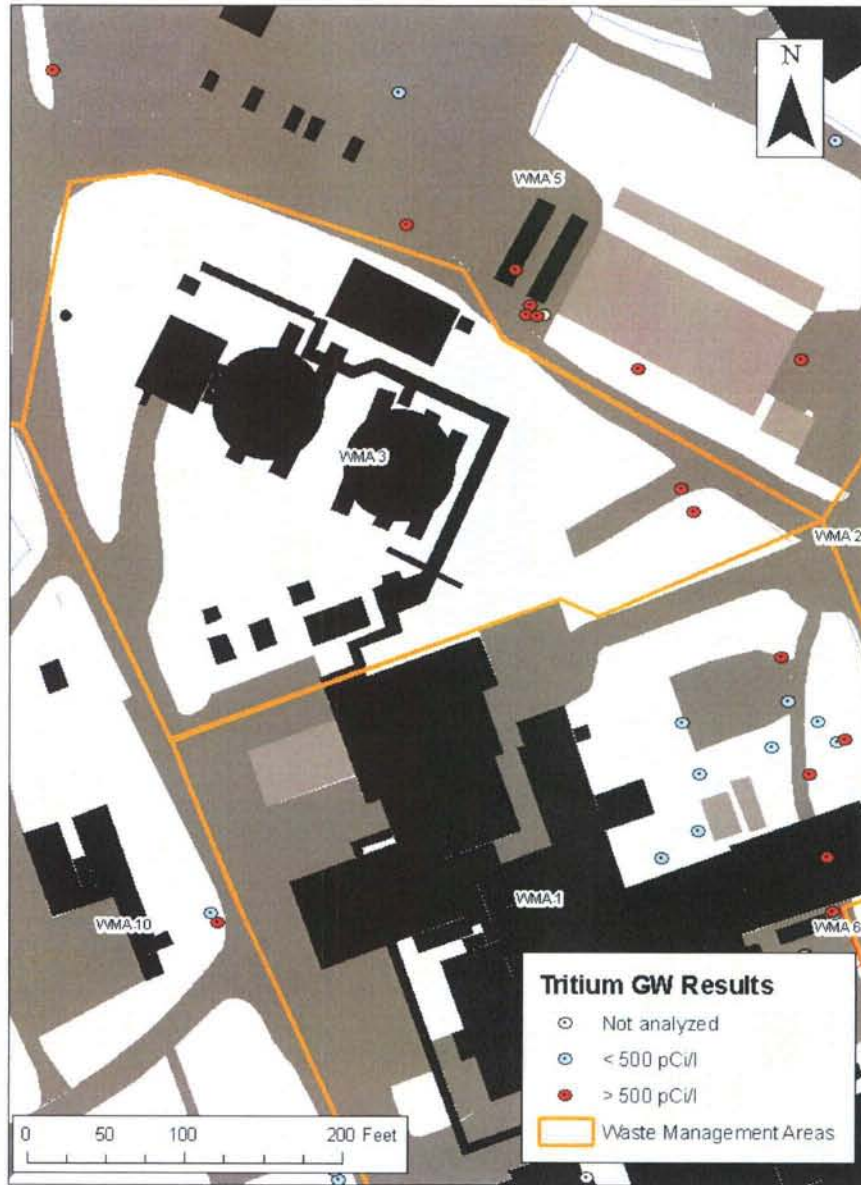 N
WMA 5
WMA 3
WMA 2
WMA 10
WMA 1
WMA 6
Tritium GW Results
Not analyzed
< 500 pCi/l
> 500 pCi/l
Waste Management Areas
0 50 100 200 Feet